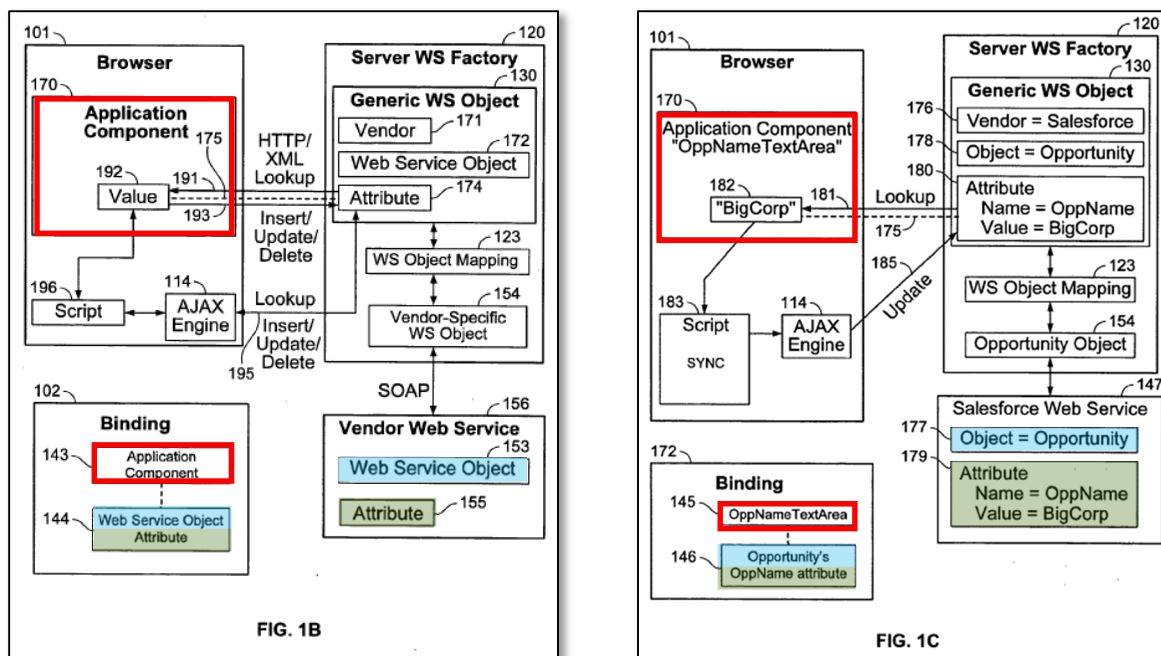 101
Browser
170
Application
Component
192
175
Value
191
193
HTTP/
XML
Lookup
Insert/
Update/
Delete
196
Script
114
AJAX
Engine
Lookup
Insert/
Update/
Delete
195
120
Server WS Factory
130
Generic WS Object
Vendor
171
172
Web Service Object
Attribute
174
123
WS Object Mapping
154
Vendor-Specific
WS Object
SOAP
102
Binding
143
Application
Component
144
Web Service Object
Attribute
156
Vendor Web Service
153
Web Service Object
Attribute
155
FIG. 1B
101
Browser
170
Application Component
"OppNameTextArea"
182
"BigCorp"
181
Lookup
175
185
Update
183
Script
SYNC
114
AJAX
Engine
120
Server WS Factory
130
Generic WS Object
176
Vendor = Salesforce
178
Object = Opportunity
180
Attribute
Name = OppName
Value = BigCorp
123
WS Object Mapping
154
Opportunity Object
172
Binding
145
OppNameTextArea
146
Opportunity's
OppName attribute
147
Salesforce Web Service
177
Object = Opportunity
179
Attribute
Name = OppName
Value = BigCorp
FIG. 1C